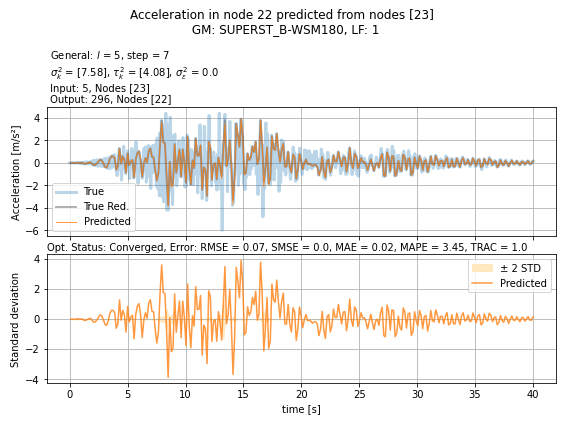 Acceleration in node 22 predicted from nodes [23]
GM: SUPERST_B-WSM180, LF: 1
General: l = 5, step = 7
σ²ₖ = [7.58], τ²ₖ = [4.08], σ²ᵣ = 0.0
Input: 5, Nodes [23]
Output: 296, Nodes [22]
Acceleration [m/s²]
4
2
0
−2
−4
−6
True
True Red.
Predicted
Opt. Status: Converged, Error: RMSE = 0.07, SMSE = 0.0, MAE = 0.02, MAPE = 3.45, TRAC = 1.0
Standard deviation
4
2
0
−2
−4
± 2 STD
Predicted
0 5 10 15 20 25 30 35 40
time [s]